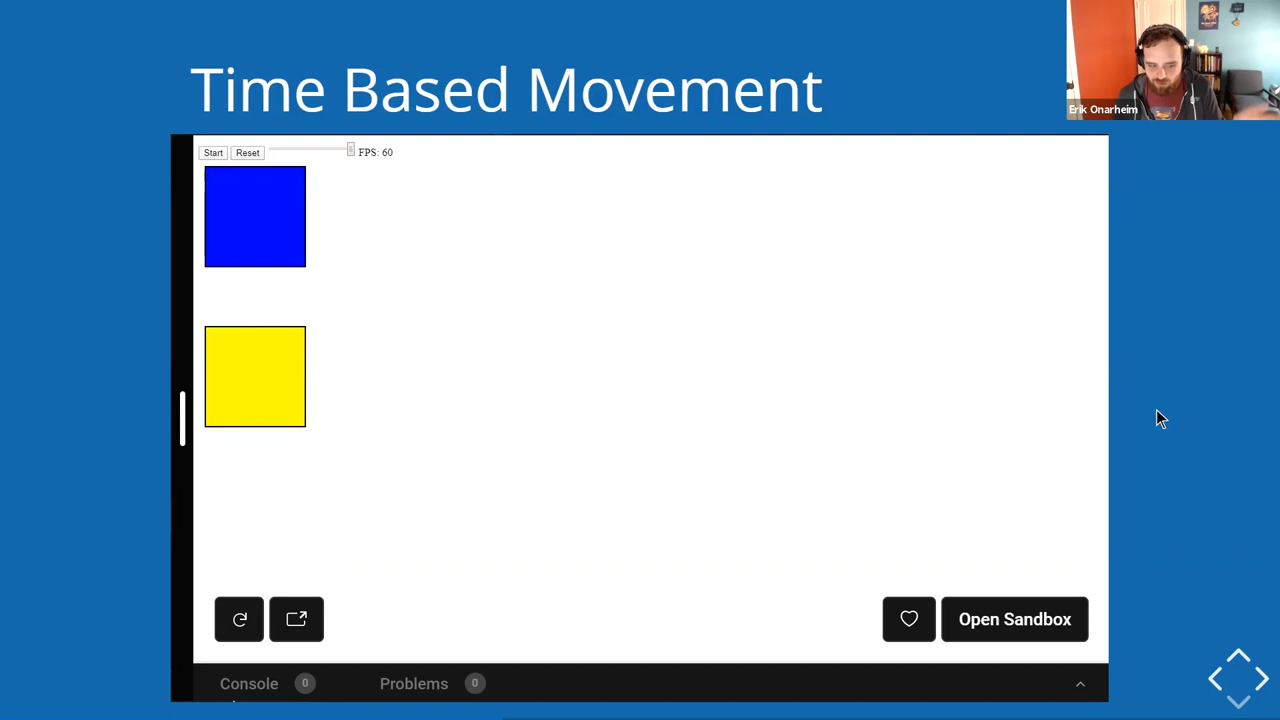 Time Based Movement
Erik Onarheim
Start Reset FPS: 60
Open Sandbox
Console 0 Problems 0